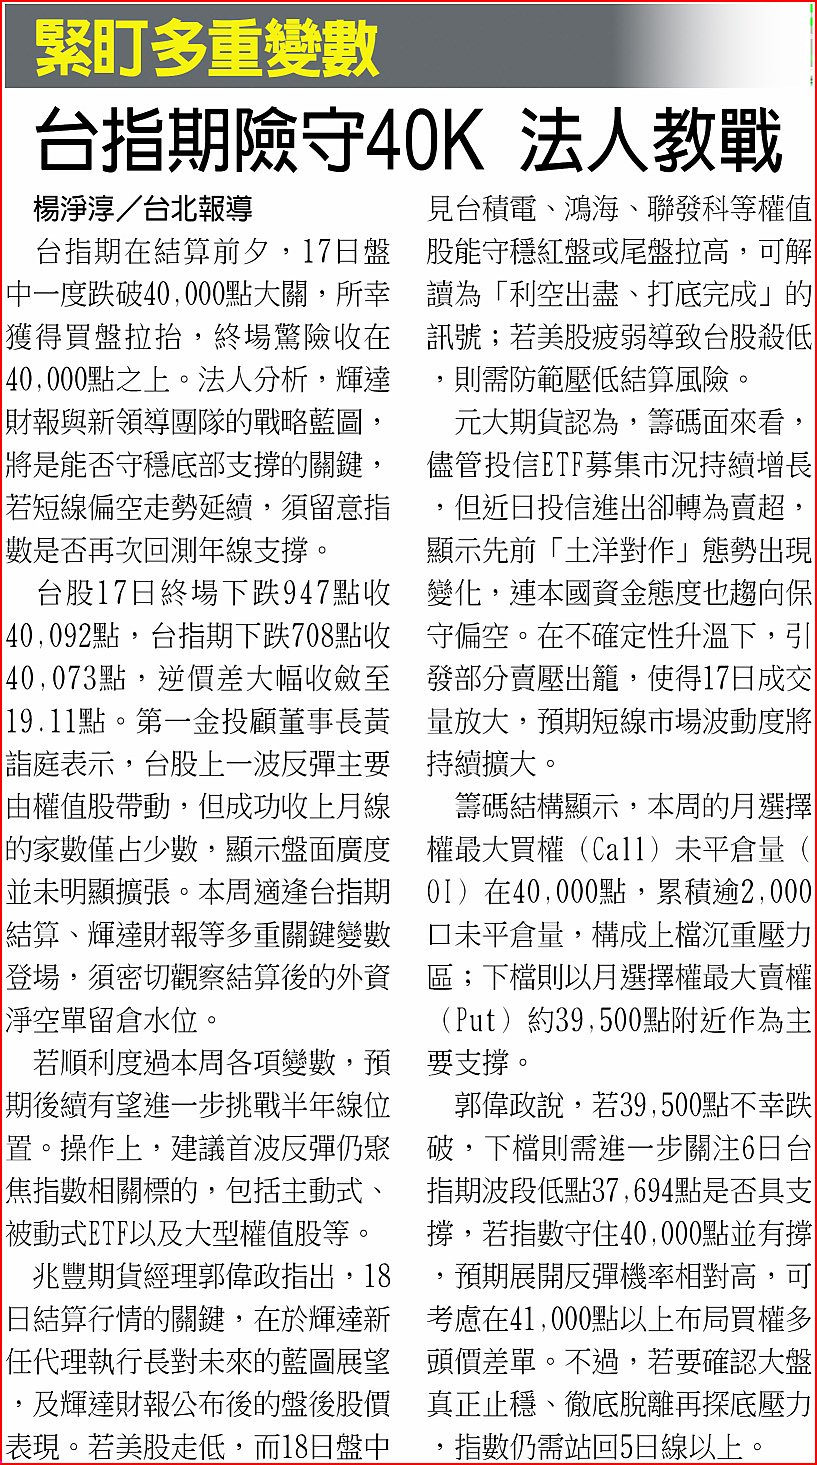 緊盯多重變數
台指期險守40K 法人教戰
楊淨淳／台北報導
台指期在結算前夕，17日盤
中一度跌破40,000點大關，所幸
獲得買盤拉抬，終場驚險收在
40,000點之上。法人分析，輝達
財報與新領導團隊的戰略藍圖，
將是能否守穩底部支撐的關鍵，
若短線偏空走勢延續，須留意指
數是否再次回測年線支撐。
台股17日終場下跌947點收
40,092點，台指期下跌708點收
40,073點，逆價差大幅收斂至
19.11點。第一金投顧董事長黃
詣庭表示，台股上一波反彈主要
由權值股帶動，但成功收上月線
的家數僅占少數，顯示盤面廣度
並未明顯擴張。本周適逢台指期
結算、輝達財報等多重關鍵變數
登場，須密切觀察結算後的外資
淨空單留倉水位。
若順利度過本周各項變數，預
期後續有望進一步挑戰半年線位
置。操作上，建議首波反彈仍聚
焦指數相關標的，包括主動式、
被動式ETF以及大型權值股等。
兆豐期貨經理郭偉政指出，18
日結算行情的關鍵，在於輝達新
任代理執行長對未來的藍圖展望
，及輝達財報公布後的盤後股價
表現。若美股走低，而18日盤中
見台積電、鴻海、聯發科等權值
股能守穩紅盤或尾盤拉高，可解
讀為「利空出盡、打底完成」的
訊號；若美股疲弱導致台股殺低
，則需防範壓低結算風險。
元大期貨認為，籌碼面來看，
儘管投信ETF募集市況持續增長
，但近日投信進出卻轉為賣超，
顯示先前「土洋對作」態勢出現
變化，連本國資金態度也趨向保
守偏空。在不確定性升溫下，引
發部分賣壓出籠，使得17日成交
量放大，預期短線市場波動度將
持續擴大。
籌碼結構顯示，本周的月選擇
權最大買權（Call）未平倉量（
OI）在40,000點，累積逾2,000
口未平倉量，構成上檔沉重壓力
區；下檔則以月選擇權最大賣權
（Put）約39,500點附近作為主
要支撐。
郭偉政說，若39,500點不幸跌
破，下檔則需進一步關注6日台
指期波段低點37,694點是否具支
撐，若指數守住40,000點並有撐
，預期展開反彈機率相對高，可
考慮在41,000點以上布局買權多
頭價差單。不過，若要確認大盤
真正止穩、徹底脫離再探底壓力
，指數仍需站回5日線以上。